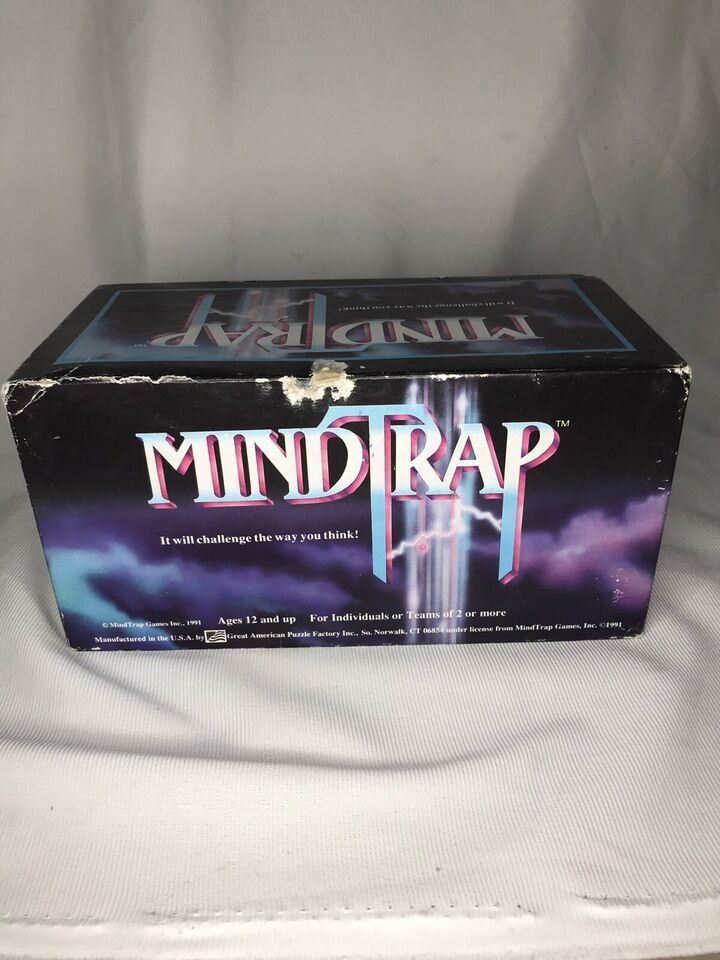 It will challenge the way you think!
MINDTRAP
MINDTRAP™
It will challenge the way you think!
© MindTrap Games Inc., 1991 Ages 12 and up For Individuals or Teams of 2 or more
Manufactured in the U.S.A. by Great American Puzzle Factory Inc., So. Norwalk, CT 06854 under license from MindTrap Games, Inc. ©1991